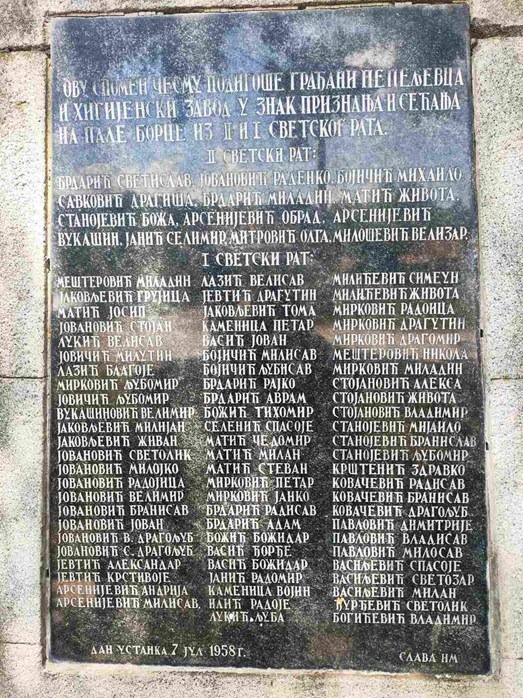 ОВУ СПОМЕН ЧЕСМУ ПОДИГОШЕ ГРАЂАНИ ПЕПЕЉЕВЦА
И ХИГИЈЕНСКИ ЗАВОД У ЗНАК ПРИЗНАЊА И СЕЋАЊА
НА ПАЛЕ БОРЦЕ ИЗ II И I СВЕТСКОГ РАТА.
II СВЕТСКИ РАТ:
БРДАРИЋ СВЕТИСЛАВ, ЈОВАНОВИЋ РАДЕНКО, БОЈИЧИЋ МИХАИЛО
САВКОВИЋ ДРАГИША, БРДАРИЋ МИЛАДИН, МАТИЋ ЖИВОТА,
СТАНОЈЕВИЋ БОЖА, АРСЕНИЈЕВИЋ ОБРАД, АРСЕНИЈЕВИЋ
ВУКАШИН, ЈАНИЋ СЕЛИМИР, МИТРОВИЋ ОЛГА, МИЛОШЕВИЋ ВЕЛИЗАР.
I СВЕТСКИ РАТ:
МЕШТЕРОВИЋ МИЛАДИН
ЈАКОВЉЕВИЋ ГРУЈИЦА
МАТИЋ ЈОСИП
ЈОВАНОВИЋ СТОЈАН
ЛУКИЋ ВЕЛИСАВ
ЈОВИЧИЋ МИЛУТИН
ЛАЗИЋ БЛАГОЈЕ
МИРКОВИЋ ЉУБОМИР
ЈОВИЧИЋ ЉУБОМИР
ВУКАШИНОВИЋ ВЕЛИМИР
ЈАКОВЉЕВИЋ МИЛИЈАН
ЈАКОВЉЕВИЋ ЖИВАН
ЈОВАНОВИЋ СВЕТОЛИК
ЈОВАНОВИЋ МИЛОЈКО
ЈОВАНОВИЋ РАДОЈИЦА
ЈОВАНОВИЋ ВЕЛИМИР
ЈОВАНОВИЋ БРАНИСАВ
ЈОВАНОВИЋ ЈОВАН
ЈОВАНОВИЋ В. ДРАГОЉУБ
ЈОВАНОВИЋ С. ДРАГОЉУБ
ЈЕВТИЋ АЛЕКСАНДАР
ЈЕВТИЋ КРСТИВОЈЕ
АРСЕНИЈЕВИЋ АНДРИЈА
АРСЕНИЈЕВИЋ МИЛИСАВ
ЛАЗИЋ ВЕЛИСАВ
ЈЕВТИЋ ДРАГУТИН
ЈАКОВЉЕВИЋ ТОМА
КАМЕНИЦА ПЕТАР
ВАСИЋ ЈОВАН
БОЈИЧИЋ МИЛИСАВ
БОЈИЧИЋ ЉУБИСАВ
БРДАРИЋ РАЈКО
БРДАРИЋ АВРАМ
БОЖИЋ ТИХОМИР
СЕЛЕНИЋ СПАСОЈЕ
МАТИЋ ЧЕДОМИР
МАТИЋ МИЛАН
МАТИЋ СТЕВАН
МИРКОВИЋ ПЕТАР
МИРКОВИЋ ЈАНКО
БРДАРИЋ РАДИСАВ
БРДАРИЋ АДАМ
БОЖИЋ БОЖИДАР
ВАСИЋ ЂОРЂЕ
ВАСИЋ БОЖИДАР
ЈАНИЋ РАДОМИР
КАМЕНИЦА ВОЈИН
ИЛИЋ РАДОЈЕ
ЛУКИЋ ЉУБА
МИЛИЋЕВИЋ СИМЕУН
МИЛИЋЕВИЋ ЖИВОТА
МИРКОВИЋ РАДОИЦА
МИРКОВИЋ ДРАГУТИН
МИРКОВИЋ ДРАГОМИР
МЕШТЕРОВИЋ НИКОЛА
МИРКОВИЋ МИЛАДИН
СТОЈАНОВИЋ АЛЕКСА
СТОЈАНОВИЋ ЖИВОТА
СТОЈАНОВИЋ ВЛАДИМИР
СТАНОЈЕВИЋ МИЈАИЛО
СТАНОЈЕВИЋ БРАНИСЛАВ
СТАНОЈЕВИЋ ЉУБОМИР
КРШТЕНИЋ ЗДРАВКО
КОВАЧЕВИЋ РАДИСАВ
КОВАЧЕВИЋ БРАНИСАВ
КОВАЧЕВИЋ ДРАГОЉУБ
ПАВЛОВИЋ ДИМИТРИЈЕ
ПАВЛОВИЋ ВЛАДИСАВ
ПАВЛОВИЋ МИЛОСАВ
ВАСИЉЕВИЋ СПАСОЈЕ
ВАСИЉЕВИЋ СВЕТОЗАР
ВАСИЉЕВИЋ МИЛАН
ЂУРЂЕВИЋ СВЕТОЛИК
БОГИЋЕВИЋ ВЛАДИМИР
ДАН УСТАНКА 7 ЈУЛ 1958 Г.
СЛАВА ИМ